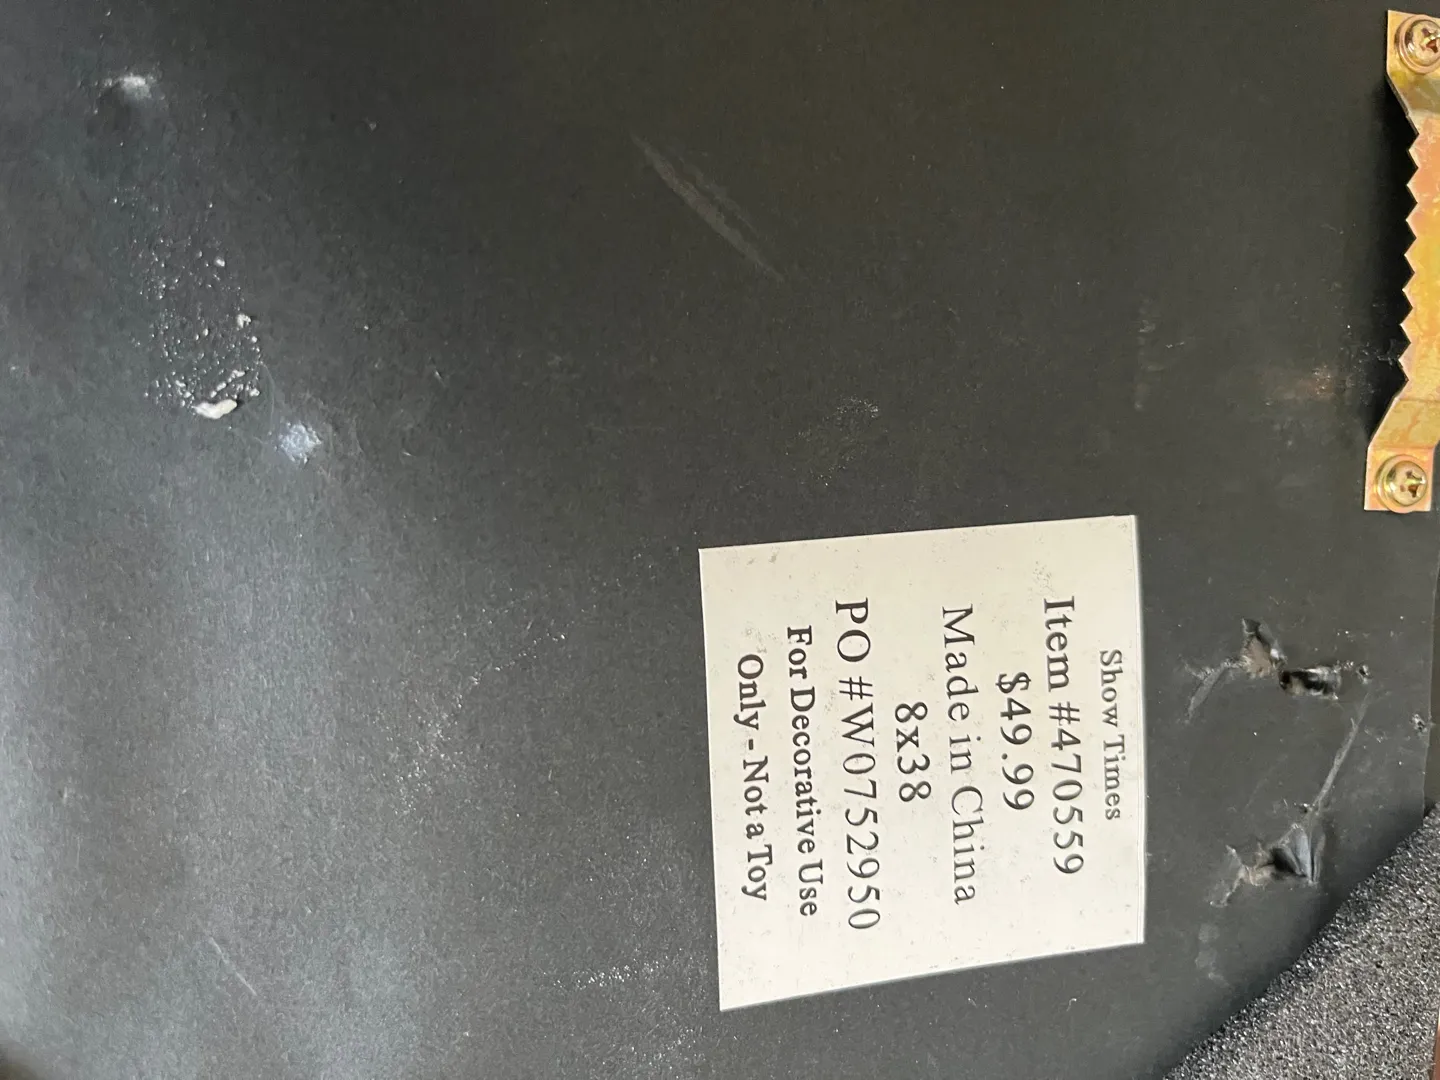 Show Times
Item #470559
$49.99
Made in China
8x38
PO #W0752950
For Decorative Use
Only - Not a Toy